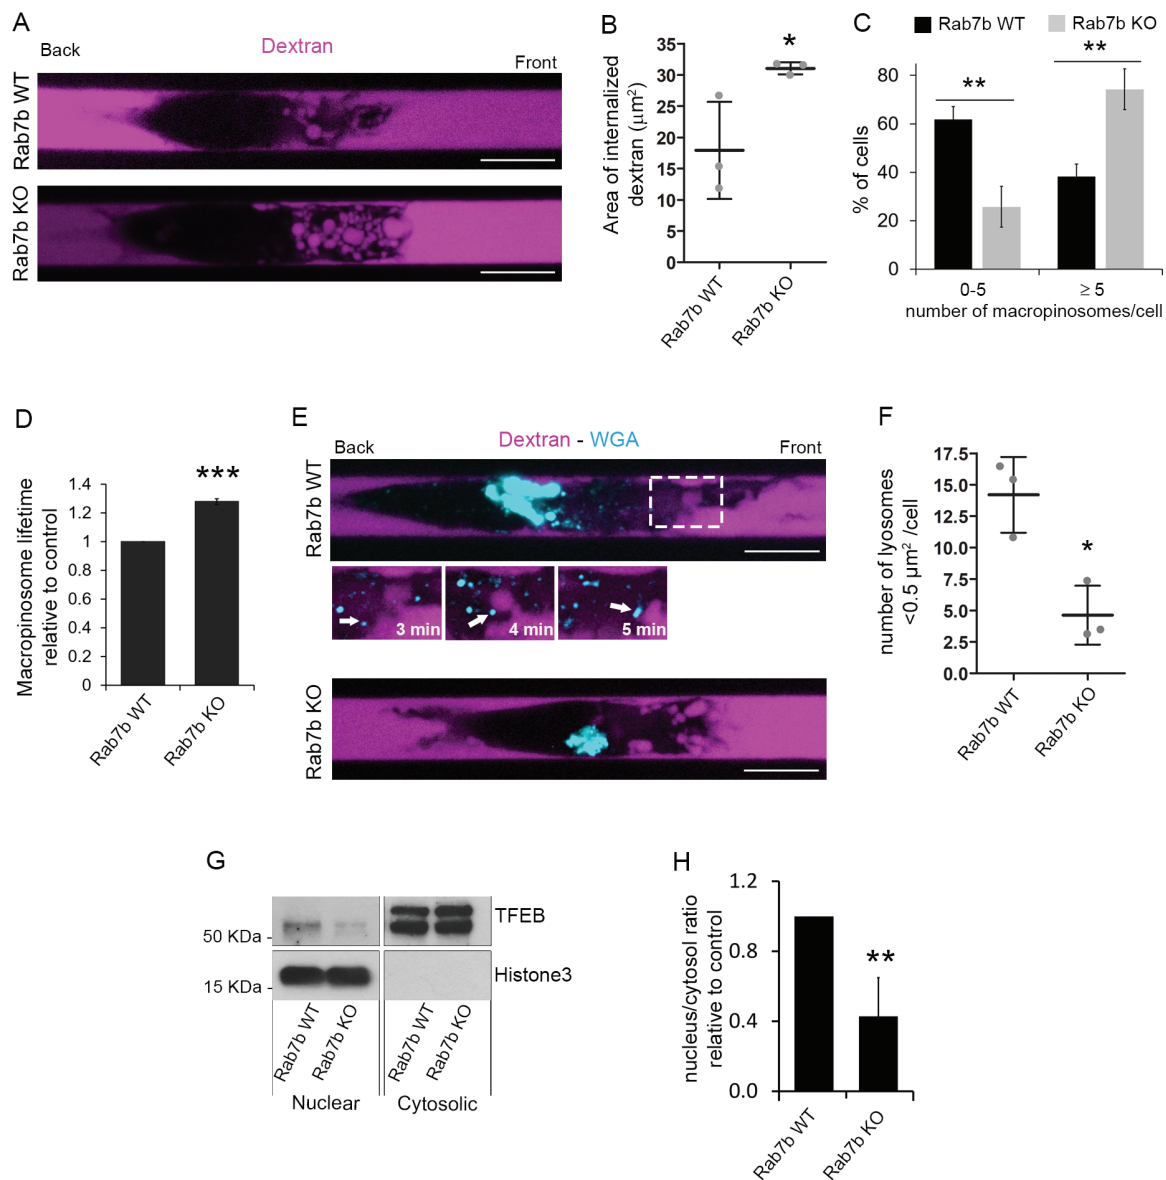 A
Back
Dextran
Front
Rab7b WT
Rab7b KO
B
Area of internalized
dextran (μm²)
35
30
25
20
15
10
5
0
*
Rab7b WT
Rab7b KO
C
Rab7b WT
Rab7b KO
% of cells
80
60
40
20
0
**
**
0-5
≥ 5
number of macropinosomes/cell
D
Macropinosome lifetime
relative to control
1.4
1.2
1
0.8
0.6
0.4
0.2
0
***
Rab7b WT
Rab7b KO
E
Dextran - WGA
Back
Front
Rab7b WT
3 min
4 min
5 min
Rab7b KO
F
number of lysosomes
<0.5 μm² /cell
17.5
15.0
12.5
10.0
7.5
5.0
2.5
0.0
*
Rab7b WT
Rab7b KO
G
TFEB
50 KDa -
Histone3
15 KDa -
Rab7b WT
Rab7b KO
Rab7b WT
Rab7b KO
Nuclear
Cytosolic
H
nucleus/cytosol ratio
relative to control
1.2
0.8
0.4
0.0
**
Rab7b WT
Rab7b KO